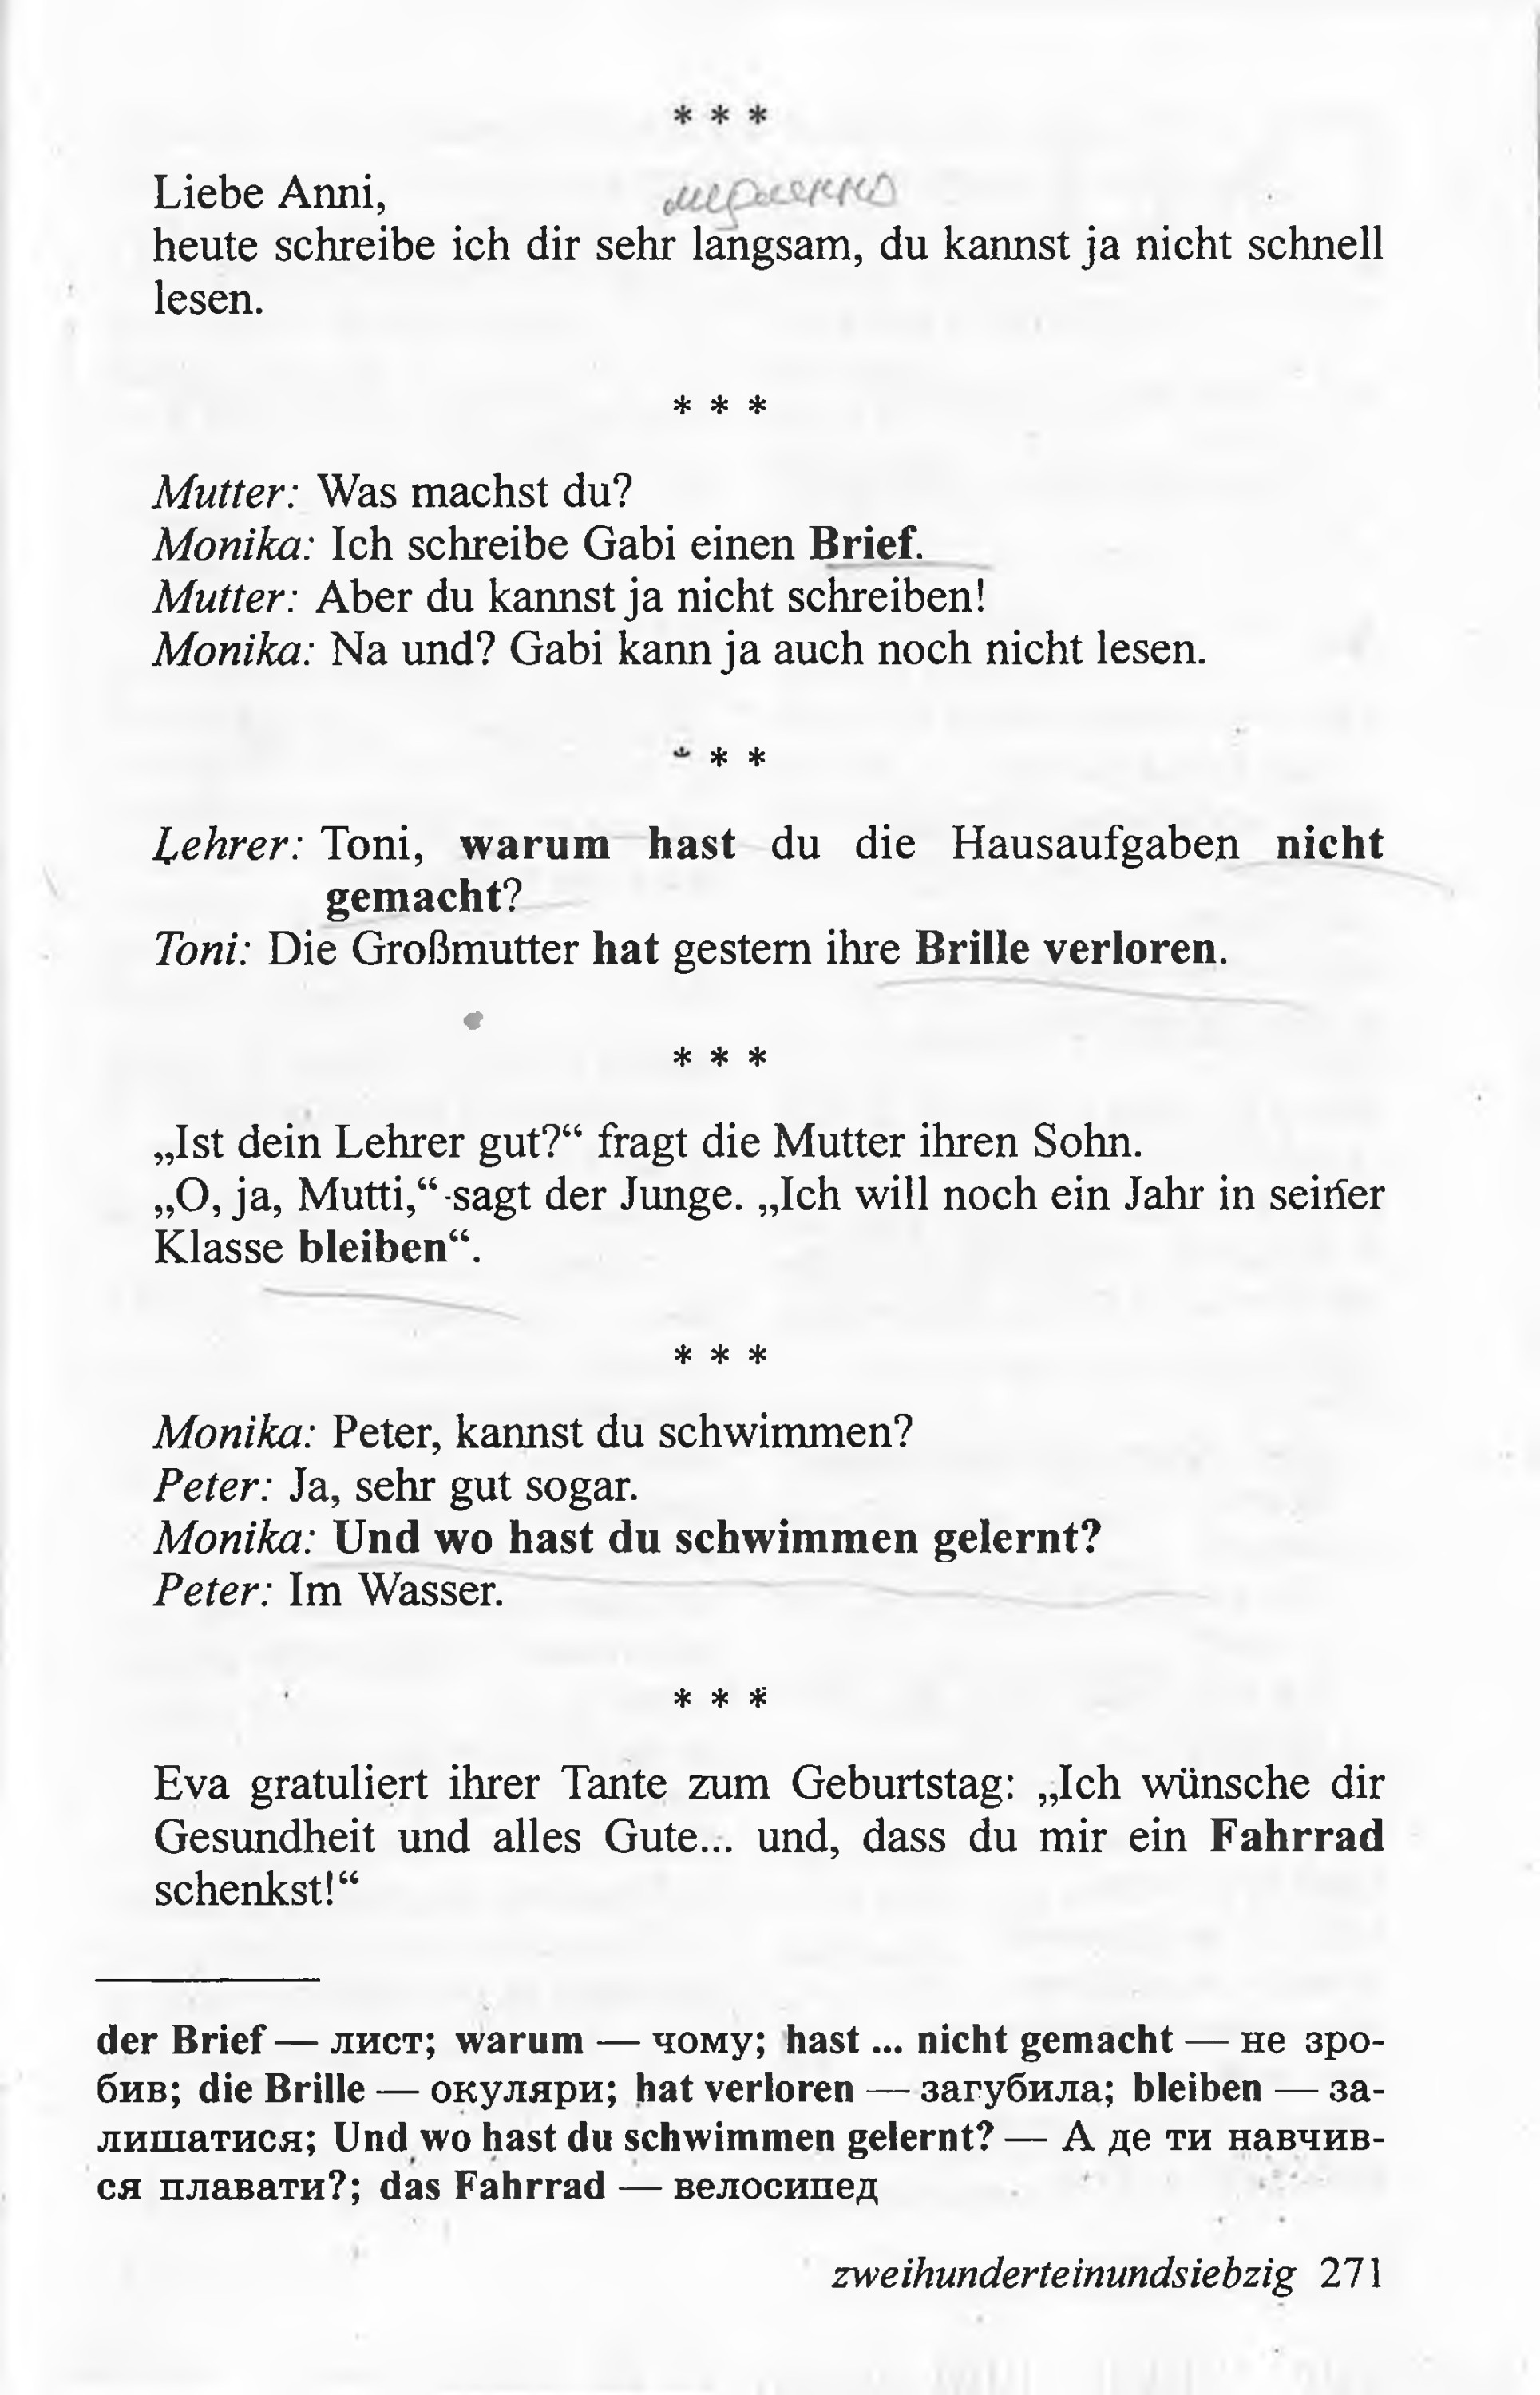 * * *
Liebe Anni,
heute schreibe ich dir sehr langsam, du kannst ja nicht schnell
lesen.
* * *
Mutter: Was machst du?
Monika: Ich schreibe Gabi einen Brief.
Mutter: Aber du kannst ja nicht schreiben!
Monika: Na und? Gabi kann ja auch noch nicht lesen.
* * *
Lehrer: Toni, warum hast du die Hausaufgaben nicht
gemacht?
Toni: Die Großmutter hat gestern ihre Brille verloren.
* * *
„Ist dein Lehrer gut?“ fragt die Mutter ihren Sohn.
„O, ja, Mutti,“ sagt der Junge. „Ich will noch ein Jahr in seiner
Klasse bleiben“.
* * *
Monika: Peter, kannst du schwimmen?
Peter: Ja, sehr gut sogar.
Monika: Und wo hast du schwimmen gelernt?
Peter: Im Wasser.
* * *
Eva gratuliert ihrer Tante zum Geburtstag: „Ich wünsche dir
Gesundheit und alles Gute... und, dass du mir ein Fahrrad
schenkst!“
der Brief — лист; warum — чому; hast ... nicht gemacht — не зро-
бив; die Brille — окуляри; hat verloren — загубила; bleiben — за-
лишатися; Und wo hast du schwimmen gelernt? — А де ти навчив-
ся плавати?; das Fahrrad — велосипед
zweihunderteinundsiebzig 271